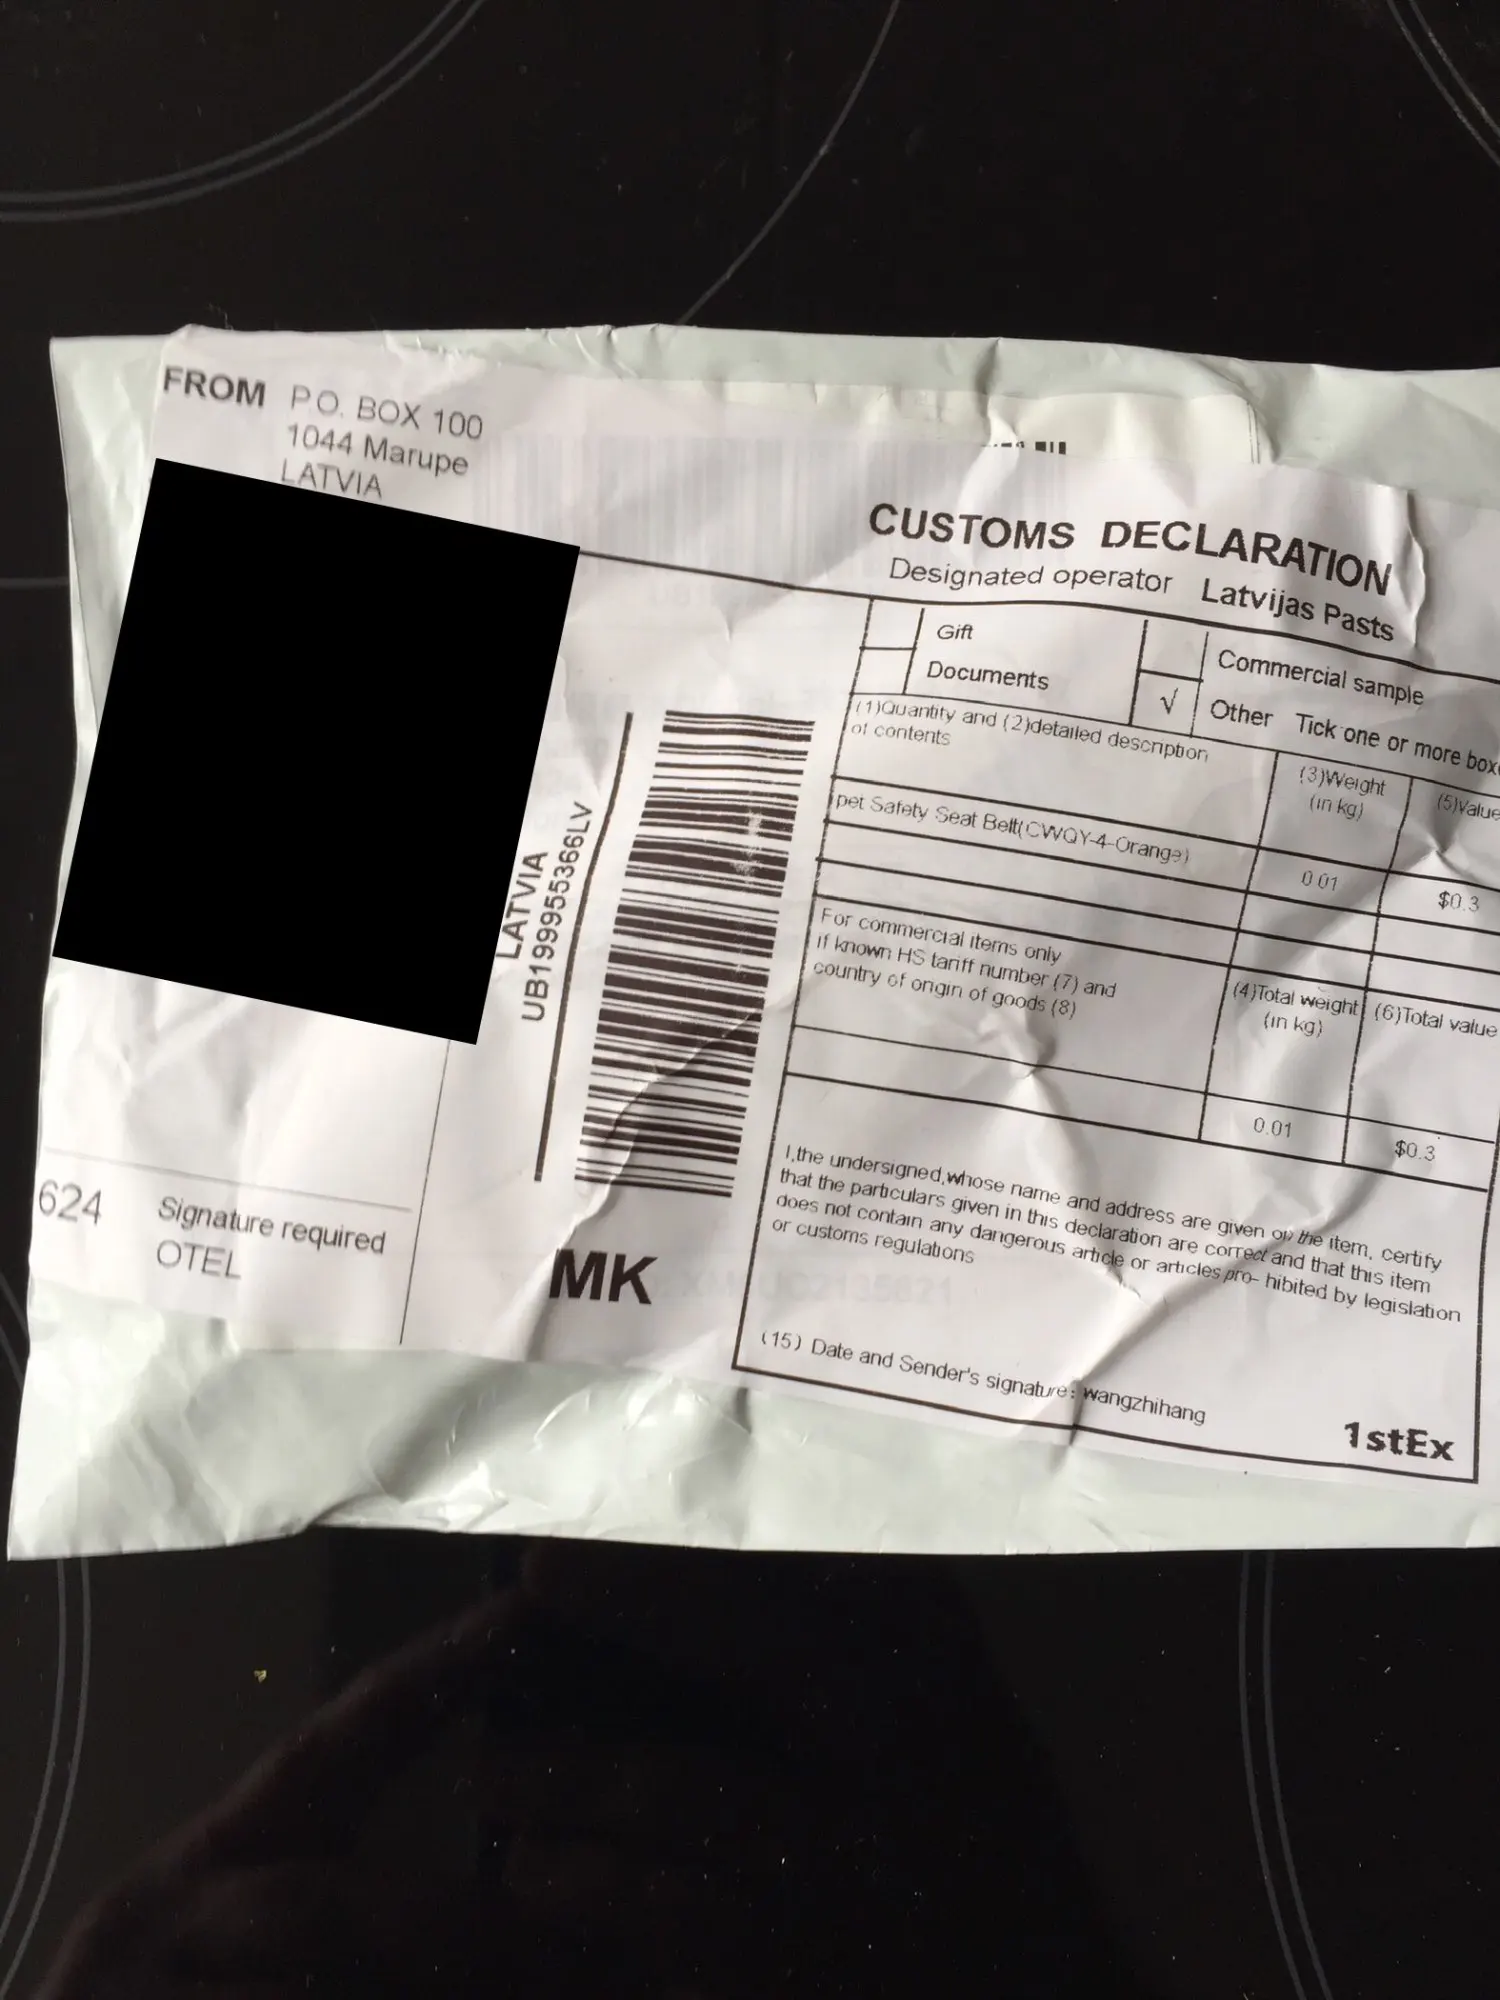 FROM P.O. BOX 100
1044 Marupe
LATVIA
CUSTOMS DECLARATION
Designated operator Latvijas Pasts
Gift
Commercial sample
Documents
√ Other Tick one or more box
(1)Quantity and (2)detailed description
of contents
(3)Weight
(in kg)
(5)Value
pet Safety Seat Belt(CWQY-4-Orange)
0.01
$0.3
For commercial items only
If known HS tariff number (7) and
country of origin of goods (8)
(4)Total weight
(in kg)
(6)Total value
0.01
$0.3
I,the undersigned,whose name and address are given on the item, certify
that the particulars given in this declaration are correct and that this item
does not contain any dangerous article or articles pro- hibited by legislation
or customs regulations
(15) Date and Sender's signature: wangzhihang
1stEx
LATVIA
UB199955366LV
624
Signature required
OTEL
MK